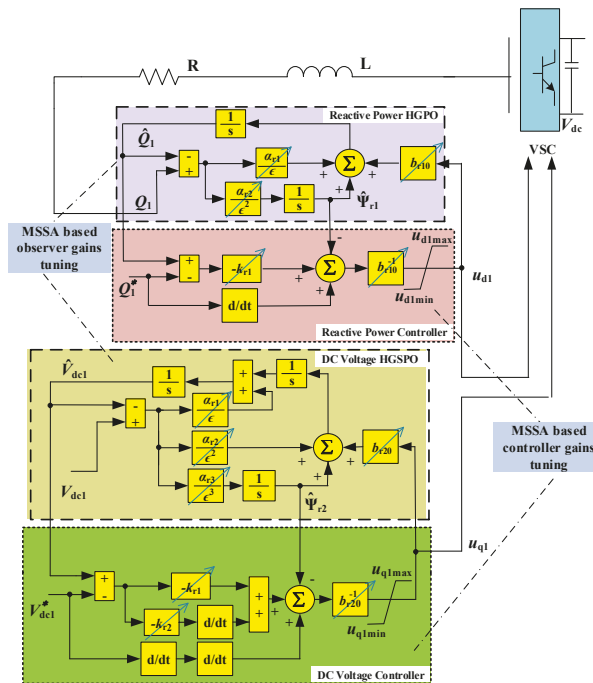 R
L
V_dc
VSC
Reactive Power HGPO
1/s
Q̂_1
- +
α_r1/ϵ
Σ
+ + +
b_r10
Q_1
α_r2/ϵ^2
1/s
Ψ̂_r1
MSSA based
observer gains
tuning
-
u_d1max
+ -
-k_r1
+ Σ
b_r10^-1
u_d1
Q_1^*
+
u_d1min
d/dt
Reactive Power Controller
DC Voltage HGSPO
V̂_dc1
1/s
+ +
1/s
- +
α_r1/ϵ
α_r2/ϵ^2
+ Σ +
b_r20
MSSA based
controller gains
tuning
V_dc1
α_r3/ϵ^3
1/s
+
Ψ̂_r2
u_q1
u_q1max
-
+ -
-k_r1
+ +
+ Σ
b_r20^-1
V_dc1^*
-k_r2
d/dt
+
u_q1min
d/dt
d/dt
DC Voltage Controller